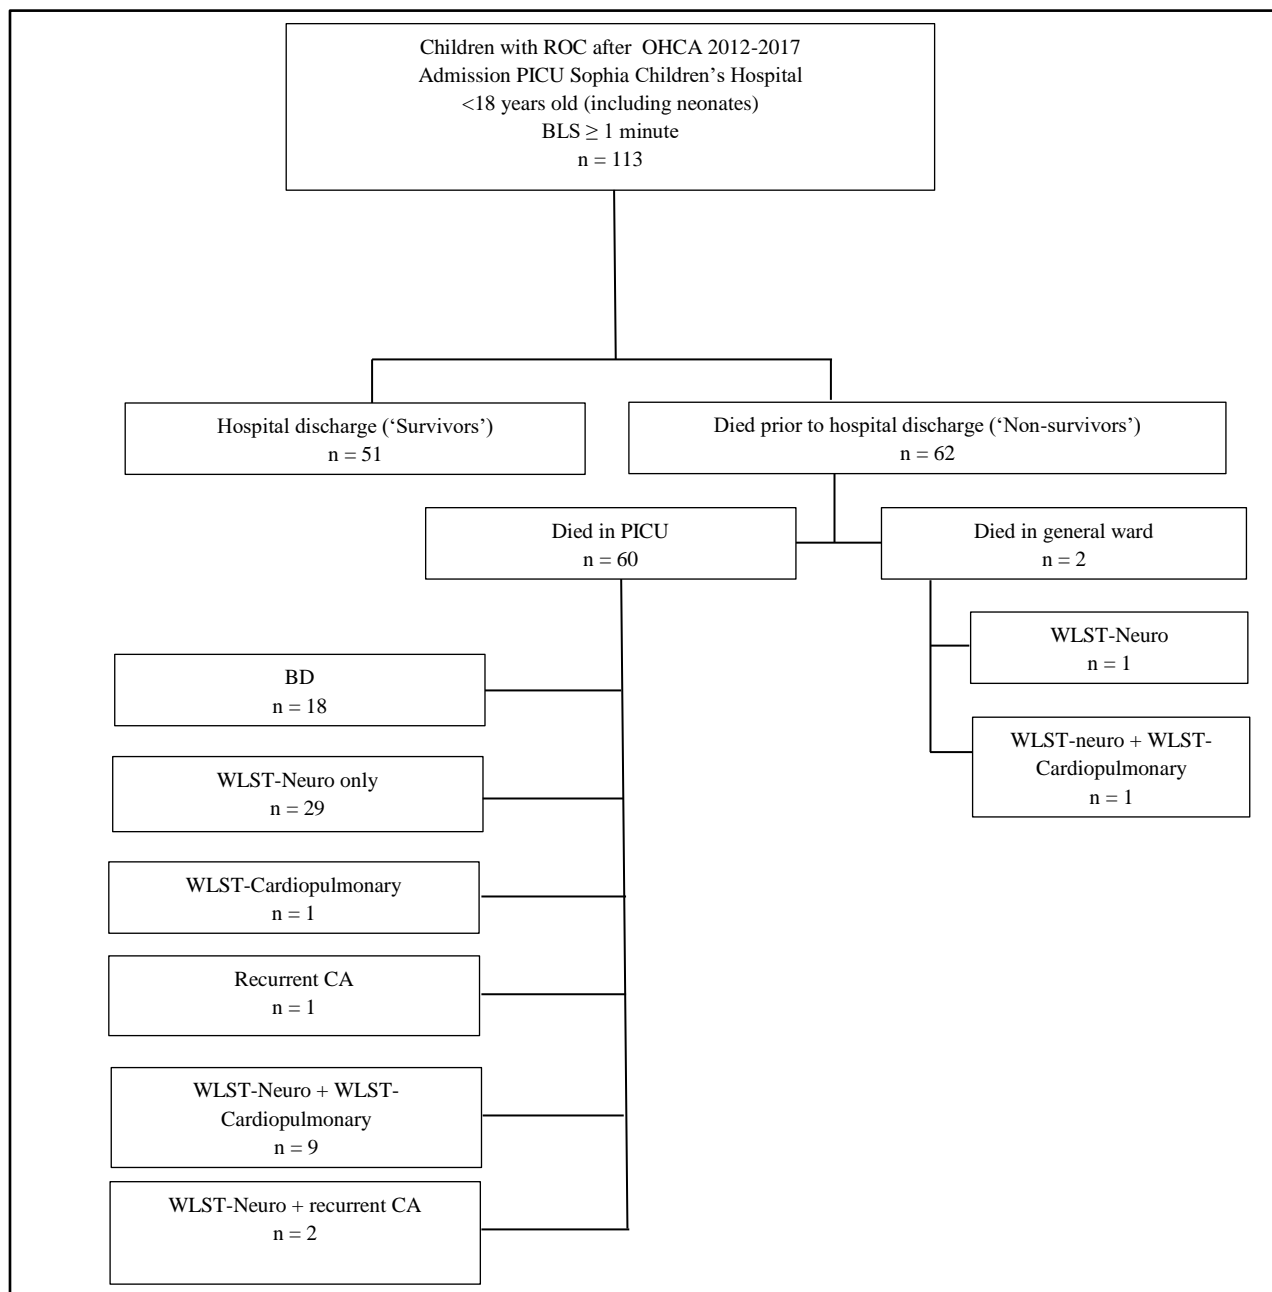 Children with ROC after OHCA 2012-2017
Admission PICU Sophia Children's Hospital
<18 years old (including neonates)
BLS ≥ 1 minute
n = 113
Hospital discharge (‘Survivors’)
n = 51
Died prior to hospital discharge (‘Non-survivors’)
n = 62
Died in PICU
n = 60
Died in general ward
n = 2
WLST-Neuro
n = 1
WLST-neuro + WLST-
Cardiopulmonary
n = 1
BD
n = 18
WLST-Neuro only
n = 29
WLST-Cardiopulmonary
n = 1
Recurrent CA
n = 1
WLST-Neuro + WLST-
Cardiopulmonary
n = 9
WLST-Neuro + recurrent CA
n = 2